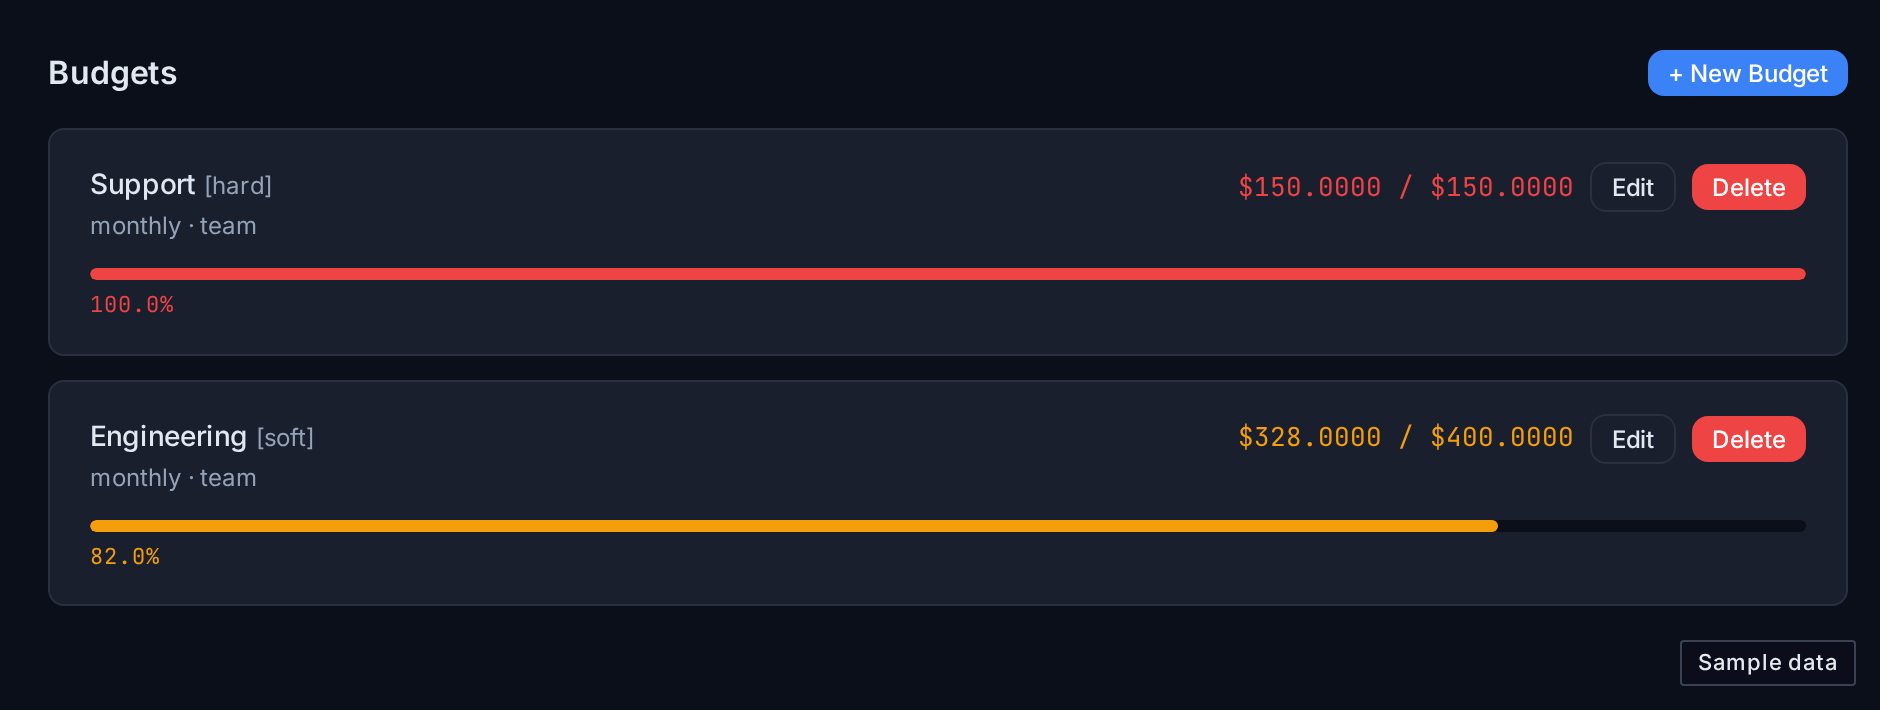 Budgets
+ New Budget
Support [hard]
$150.0000 / $150.0000
Edit
Delete
monthly · team
100.0%
Engineering [soft]
$328.0000 / $400.0000
Edit
Delete
monthly · team
82.0%
Sample data